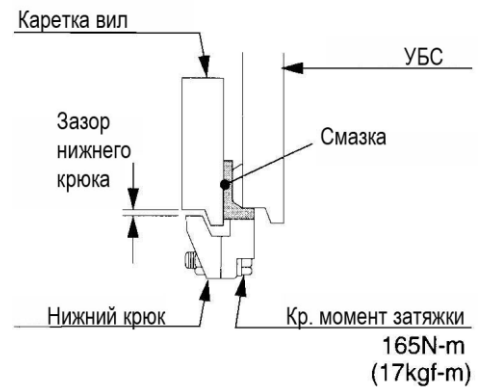 Каретка вил
УБС
Зазор
нижнего
крюка
Смазка
Нижний крюк
Кр. момент затяжки
165N-m
(17kgf-m)